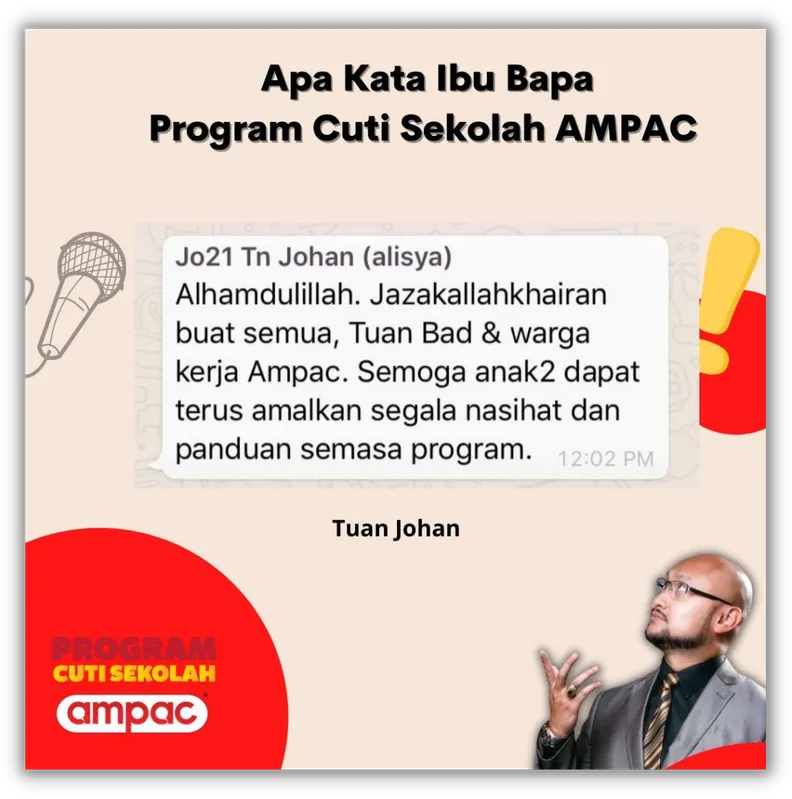 Apa Kata Ibu Bapa
Program Cuti Sekolah AMPAC
Jo21 Tn Johan (alisya)
Alhamdulillah. Jazakallahkhairan
buat semua, Tuan Bad & warga
kerja Ampac. Semoga anak2 dapat
terus amalkan segala nasihat dan
panduan semasa program.
12:02 PM
Tuan Johan
PROGRAM
CUTI SEKOLAH
ampac